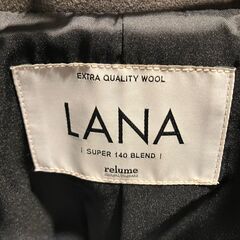 EXTRA QUALITY WOOL
LANA
| SUPER 140 BLEND |
relume